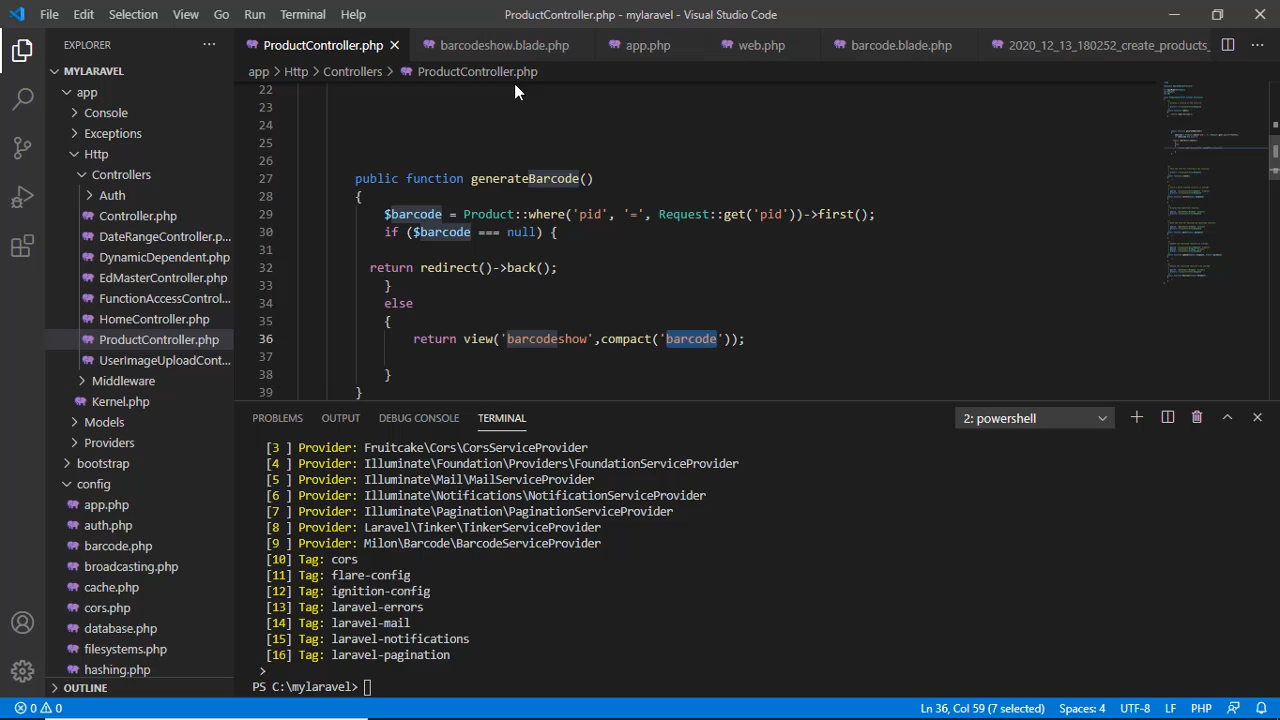 File Edit Selection View Go Run Terminal Help ProductController.php - mylaravel - Visual Studio Code
EXPLORER
ProductController.php barcodeshow.blade.php app.php web.php barcode.blade.php 2020_12_13_180252_create_products_
MYLARAVEL
app > Http > Controllers > ProductController.php
app
Console
Exceptions
Http
Controllers
Auth
Controller.php
DateRangeController.p...
DynamicDependent.php
EdMasterController.php
FunctionAccessControl...
HomeController.php
ProductController.php
UserImageUploadCont...
Middleware
Kernel.php
Models
Providers
bootstrap
config
app.php
auth.php
barcode.php
broadcasting.php
cache.php
cors.php
database.php
filesystems.php
hashing.php
OUTLINE
22
23
24
25
26
27 public function generateBarcode()
28 {
29 $barcode = Product::where('pid', '=', Request::get('pid'))->first();
30 if ($barcode === null) {
31
32 return redirect()->back();
33 }
34 else
35 {
36 return view('barcodeshow',compact('barcode'));
37
38 }
39 }
PROBLEMS OUTPUT DEBUG CONSOLE TERMINAL 2: powershell
[3 ] Provider: Fruitcake\Cors\CorsServiceProvider
[4 ] Provider: Illuminate\Foundation\Providers\FoundationServiceProvider
[5 ] Provider: Illuminate\Mail\MailServiceProvider
[6 ] Provider: Illuminate\Notifications\NotificationServiceProvider
[7 ] Provider: Illuminate\Pagination\PaginationServiceProvider
[8 ] Provider: Laravel\Tinker\TinkerServiceProvider
[9 ] Provider: Milon\Barcode\BarcodeServiceProvider
[10] Tag: cors
[11] Tag: flare-config
[12] Tag: ignition-config
[13] Tag: laravel-errors
[14] Tag: laravel-mail
[15] Tag: laravel-notifications
[16] Tag: laravel-pagination
>
PS C:\mylaravel>
0 0 Ln 36, Col 59 (7 selected) Spaces: 4 UTF-8 LF PHP